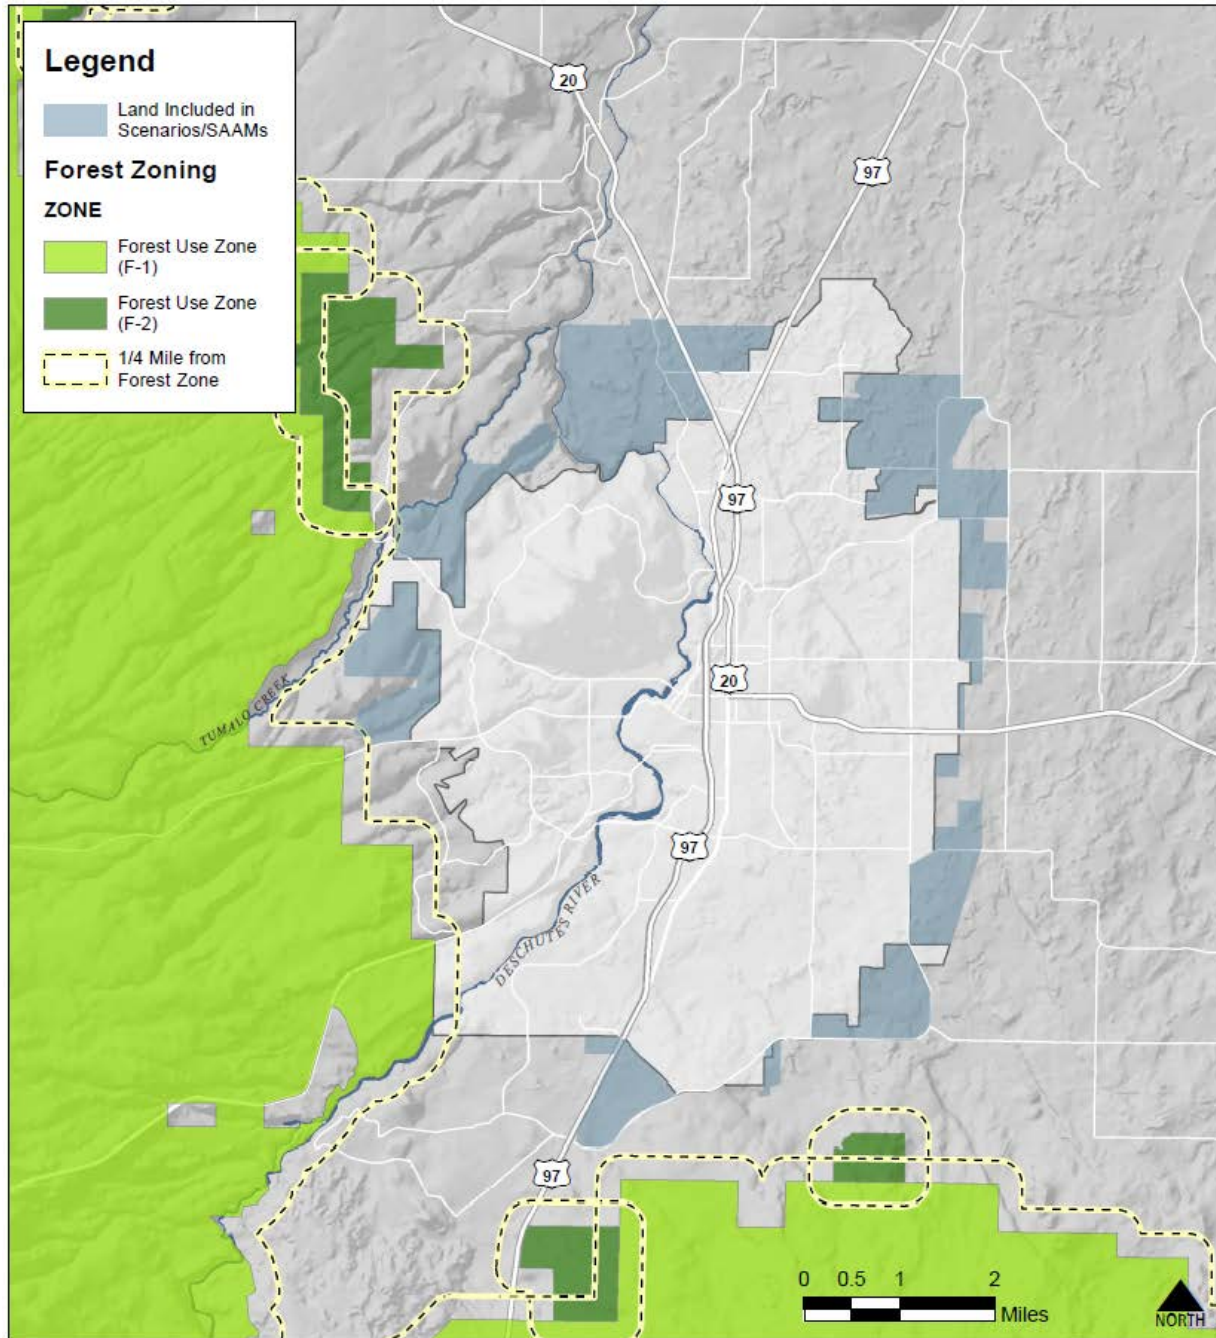 Legend
Land Included in
Scenarios/SAAMs
Forest Zoning
ZONE
Forest Use Zone
(F-1)
Forest Use Zone
(F-2)
1/4 Mile from
Forest Zone
20
97
97
20
97
97
TUMALO CREEK
DESCHUTES RIVER
0 0.5 1 2
Miles
NORTH